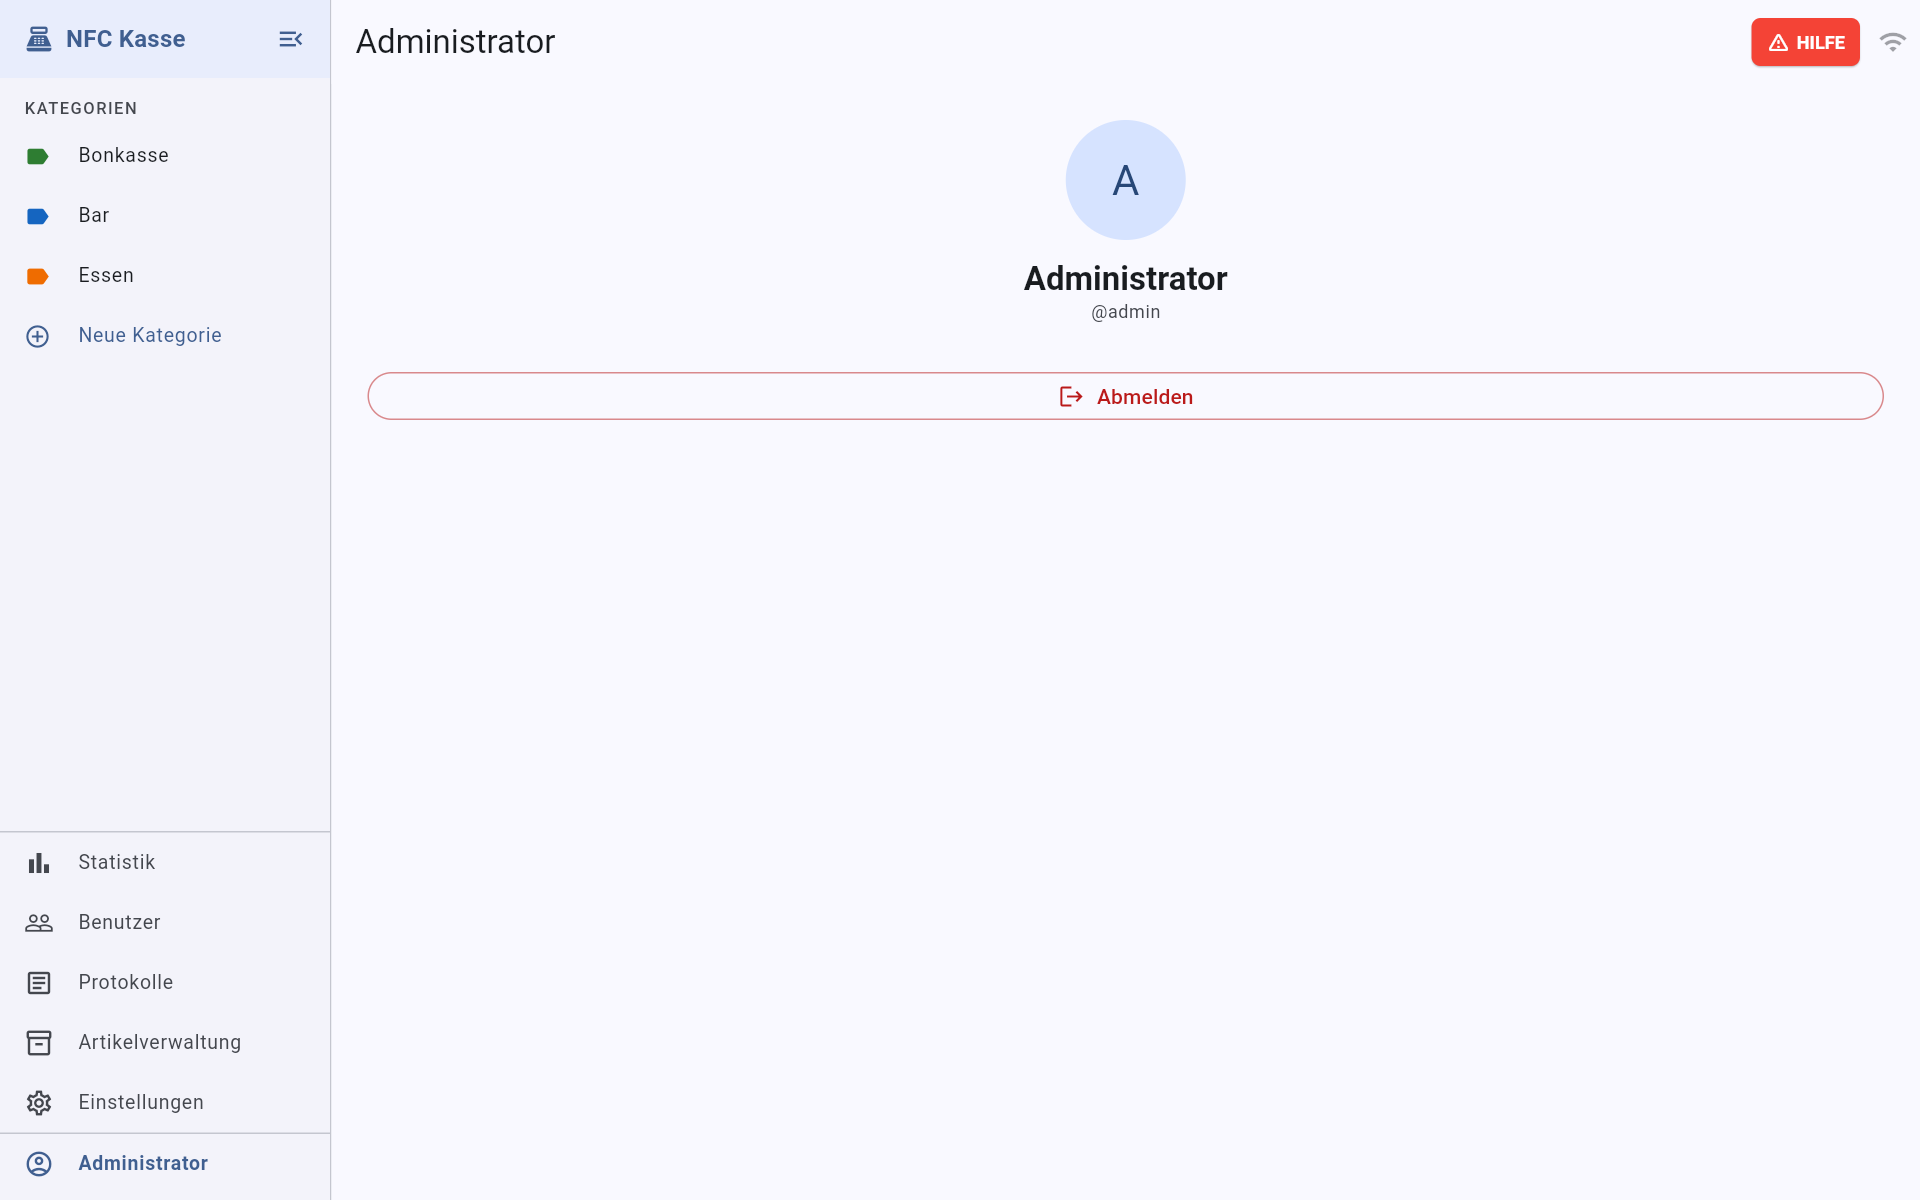 NFC Kasse
KATEGORIEN
Bonkasse
Bar
Essen
Neue Kategorie
Statistik
Benutzer
Protokolle
Artikelverwaltung
Einstellungen
Administrator
Administrator
HILFE
A
Administrator
@admin
Abmelden